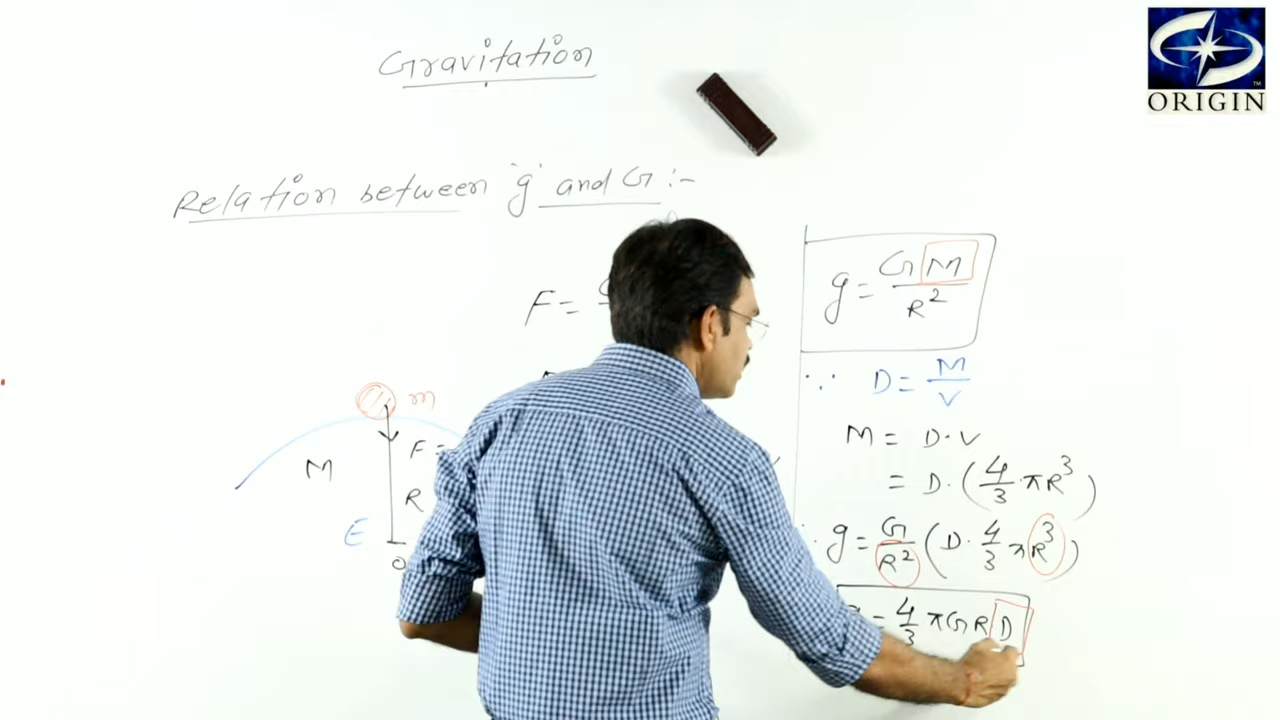 Gravitation
ORIGIN
Relation between 'g' and G :-
F =
m
M
F =
R
E
O
g = GM/R²
∵ D = M/V
M = D·V
= D·(4/3·πR³)
g = G/R² (D·4/3 πR³)
= 4/3 πGRD